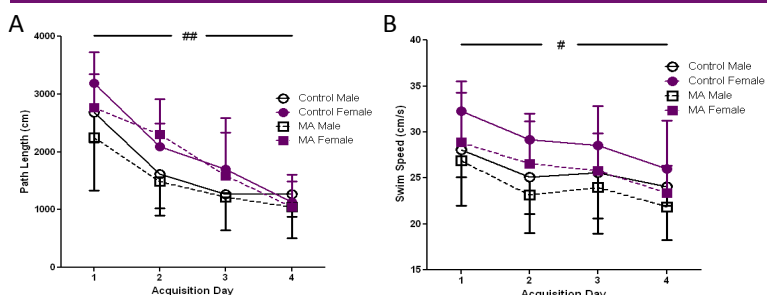 A
##
4000
3000
2000
1000
0
Path Length (cm)
1 2 3 4
Acquisition Day
Control Male
Control Female
MA Male
MA Female
B
#
40
35
30
25
20
15
Swim Speed (cm/s)
1 2 3 4
Acquisition Day
Control Male
Control Female
MA Male
MA Female